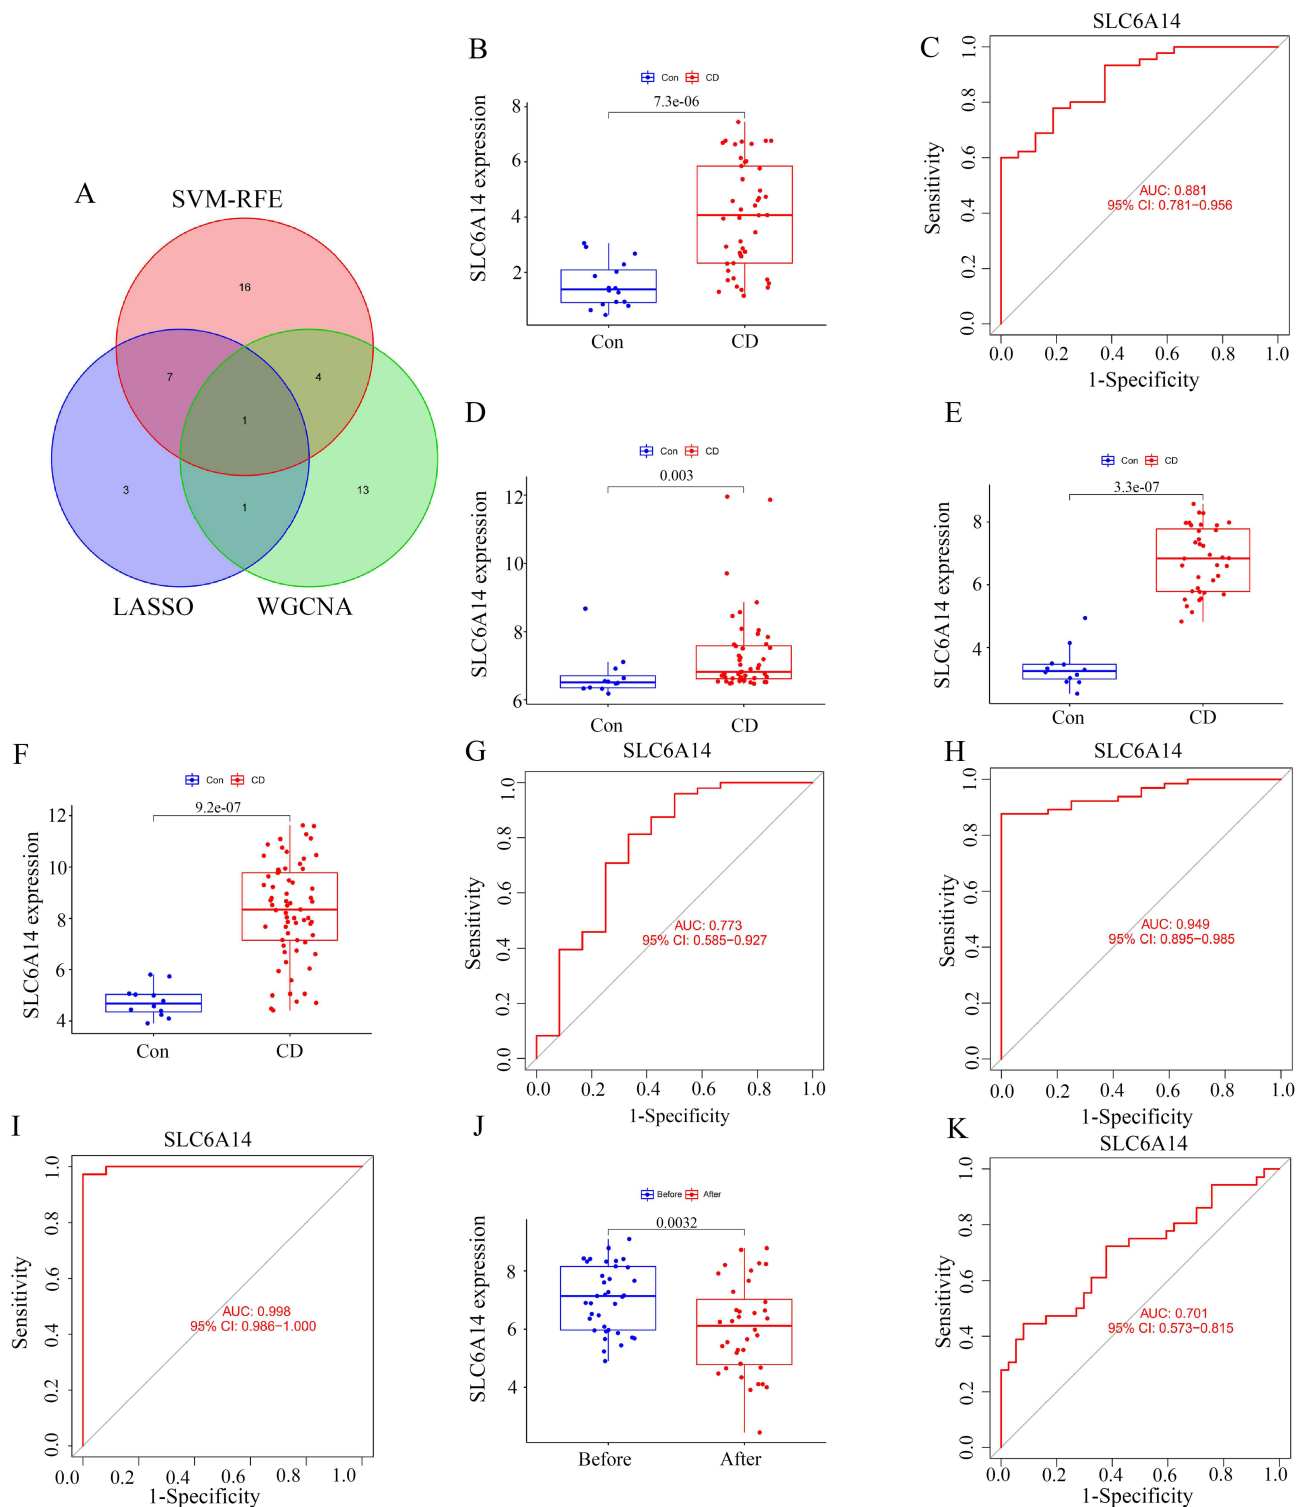 A
SVM-RFE
16
7
4
1
3
1
13
LASSO
WGCNA
B
Con CD
7.3e-06
SLC6A14 expression
8
6
4
2
Con CD
C
SLC6A14
Sensitivity
1.0
0.8
0.6
0.4
0.2
0.0
AUC: 0.881
95% CI: 0.781-0.956
0.0 0.2 0.4 0.6 0.8 1.0
1-Specificity
D
Con CD
0.003
SLC6A14 expression
12
10
8
6
Con CD
E
Con CD
3.3e-07
SLC6A14 expression
8
6
4
Con CD
F
Con CD
9.2e-07
SLC6A14 expression
12
10
8
6
4
Con CD
G
SLC6A14
Sensitivity
1.0
0.8
0.6
0.4
0.2
0.0
AUC: 0.773
95% CI: 0.585-0.927
0.0 0.2 0.4 0.6 0.8 1.0
1-Specificity
H
SLC6A14
Sensitivity
1.0
0.8
0.6
0.4
0.2
0.0
AUC: 0.949
95% CI: 0.895-0.985
0.0 0.2 0.4 0.6 0.8 1.0
1-Specificity
I
SLC6A14
Sensitivity
1.0
0.8
0.6
0.4
0.2
0.0
AUC: 0.998
95% CI: 0.986-1.000
0.0 0.2 0.4 0.6 0.8 1.0
1-Specificity
J
Before After
0.0032
SLC6A14 expression
8
6
4
Before After
K
SLC6A14
Sensitivity
1.0
0.8
0.6
0.4
0.2
0.0
AUC: 0.701
95% CI: 0.573-0.815
0.0 0.2 0.4 0.6 0.8 1.0
1-Specificity